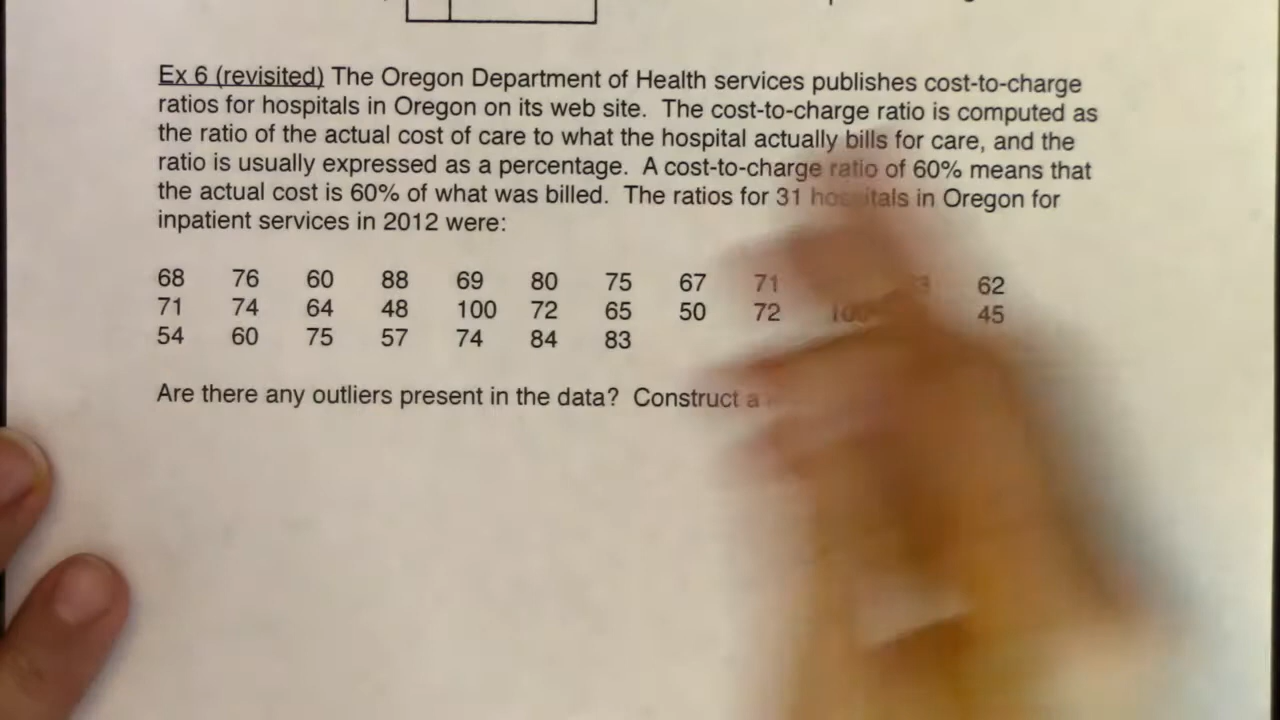 Ex 6 (revisited) The Oregon Department of Health services publishes cost-to-charge
ratios for hospitals in Oregon on its web site. The cost-to-charge ratio is computed as
the ratio of the actual cost of care to what the hospital actually bills for care, and the
ratio is usually expressed as a percentage. A cost-to-charge ratio of 60% means that
the actual cost is 60% of what was billed. The ratios for 31 hospitals in Oregon for
inpatient services in 2012 were:
68 76 60 88 69 80 75 67 71 62
71 74 64 48 100 72 65 50 72 100 45
54 60 75 57 74 84 83
Are there any outliers present in the data? Construct a